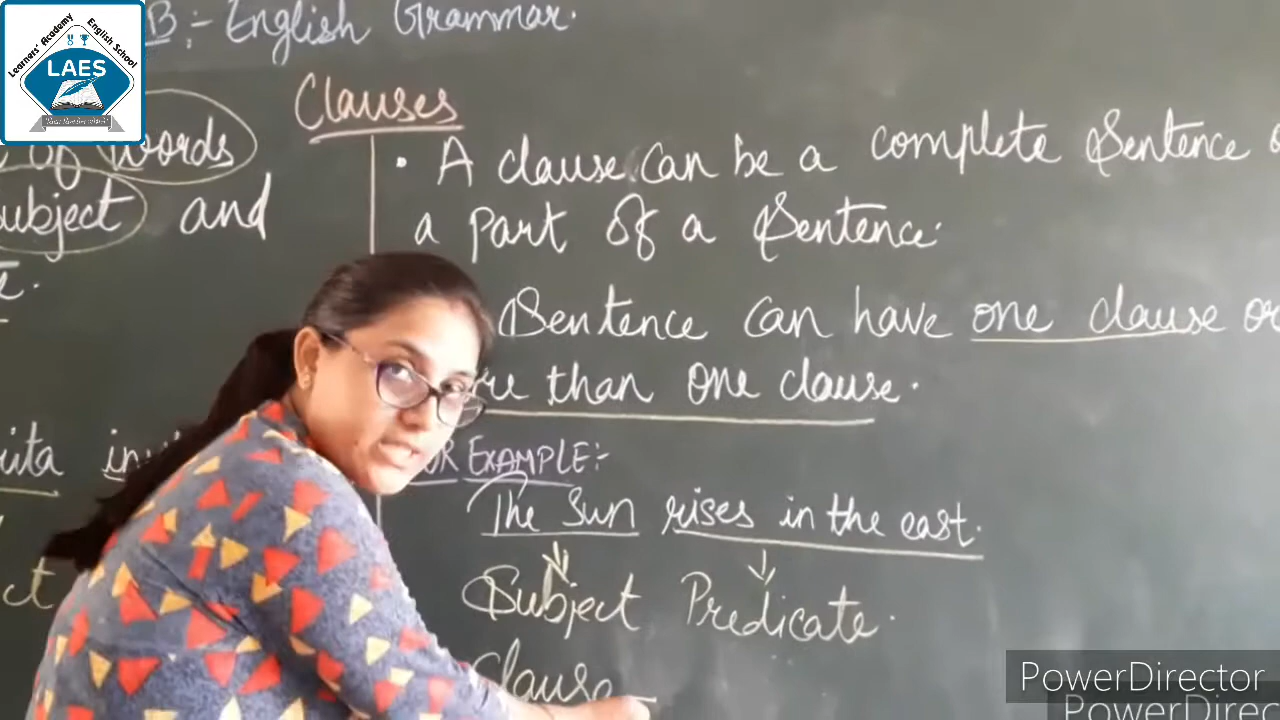 B:- English Grammar.
Learners' Academy English School
LAES
of words
subject and
Clauses
• A clause can be a complete Sentence
a part of a Sentence.
Sentence can have one clause or
than one clause.
EXAMPLE:-
The Sun rises in the east.
Subject Predicate.
Clause
PowerDirector
PowerDirec